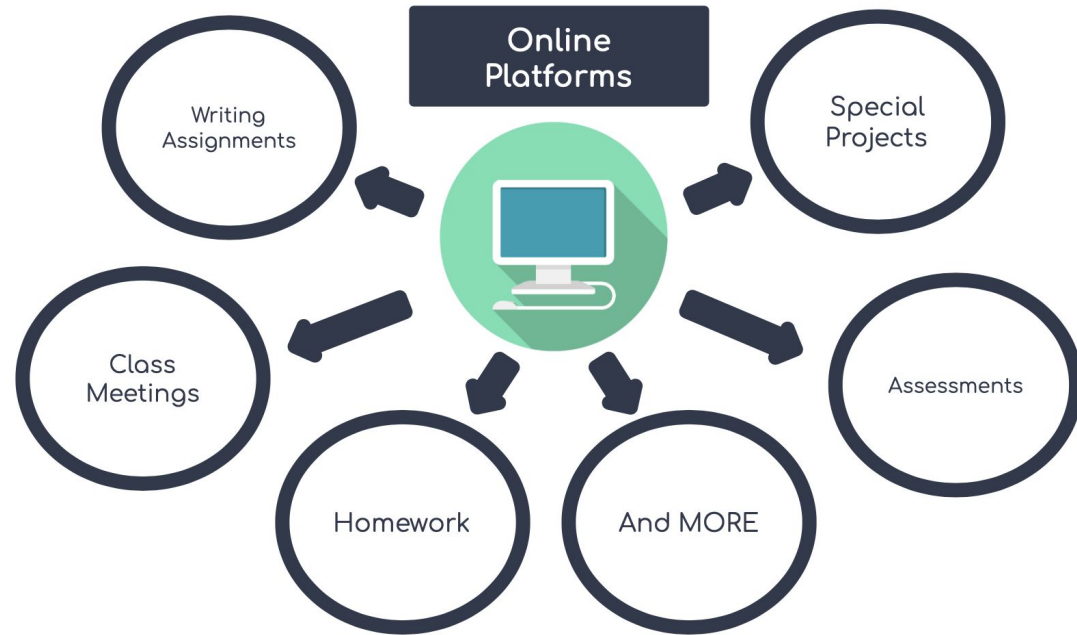 Online
Platforms
Writing
Assignments
Special
Projects
Class
Meetings
Assessments
Homework
And MORE